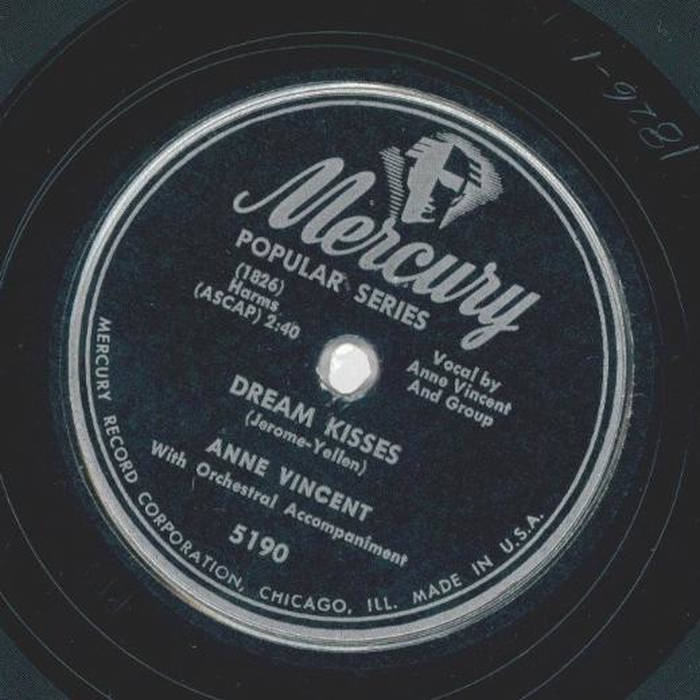 1826-1
Mercury
POPULAR SERIES
(1826)
Harms
(ASCAP) 2:40
Vocal by
Anne Vincent
And Group
DREAM KISSES
(Jerome-Yellen)
ANNE VINCENT
With Orchestral Accompaniment
5190
MERCURY RECORD CORPORATION, CHICAGO, ILL. MADE IN U.S.A.